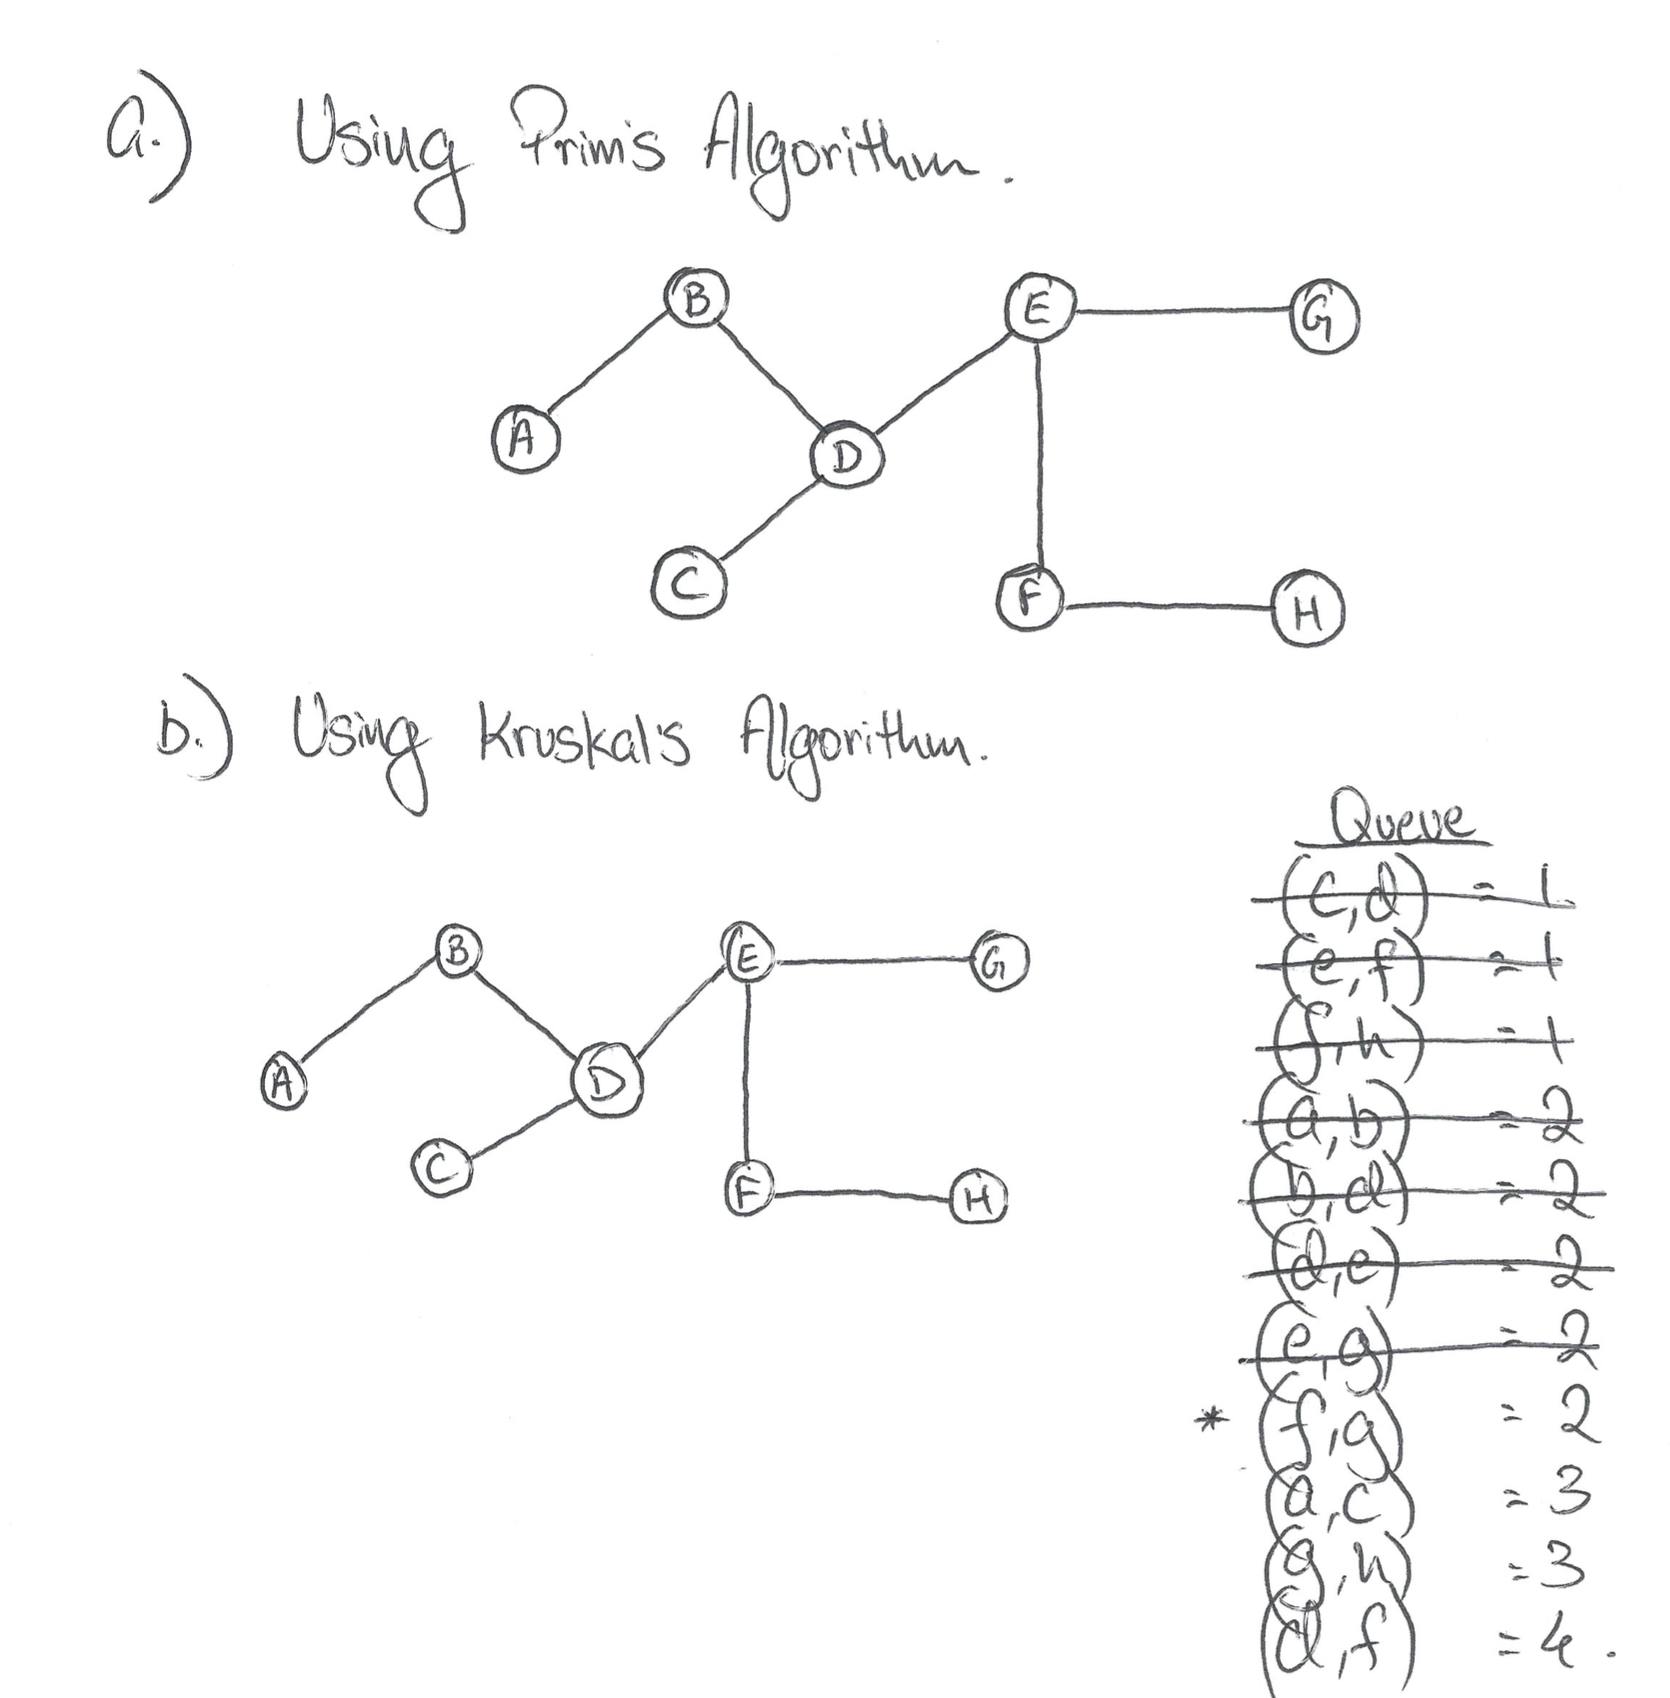 a.) Using Prim's Algorithm.
B
E
G
A
D
C
F
H
b.) Using Kruskal's Algorithm.
Queue
(c,d) = 1
(e,f) = 1
(f,h) = 1
(a,b) = 2
(b,d) = 2
(d,e) = 2
(e,g) = 2
* (f,g) = 2
(a,c) = 3
(g,h) = 3
(d,f) = 4.
B
E
G
A
D
C
F
H